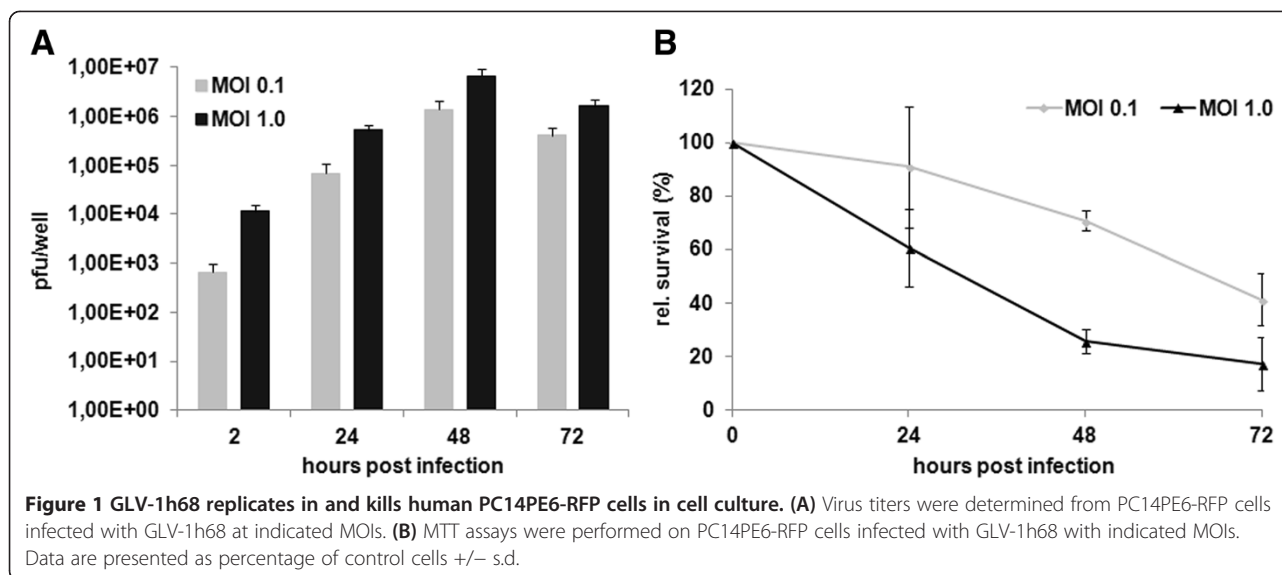 A
pfu/well
1,00E+07
1,00E+06
1,00E+05
1,00E+04
1,00E+03
1,00E+02
1,00E+01
1,00E+00
MOI 0.1
MOI 1.0
2 24 48 72
hours post infection
B
rel. survival (%)
120
100
80
60
40
20
0
MOI 0.1 MOI 1.0
0 24 48 72
hours post infection
Figure 1 GLV-1h68 replicates in and kills human PC14PE6-RFP cells in cell culture. (A) Virus titers were determined from PC14PE6-RFP cells
infected with GLV-1h68 at indicated MOIs. (B) MTT assays were performed on PC14PE6-RFP cells infected with GLV-1h68 with indicated MOIs.
Data are presented as percentage of control cells +/− s.d.